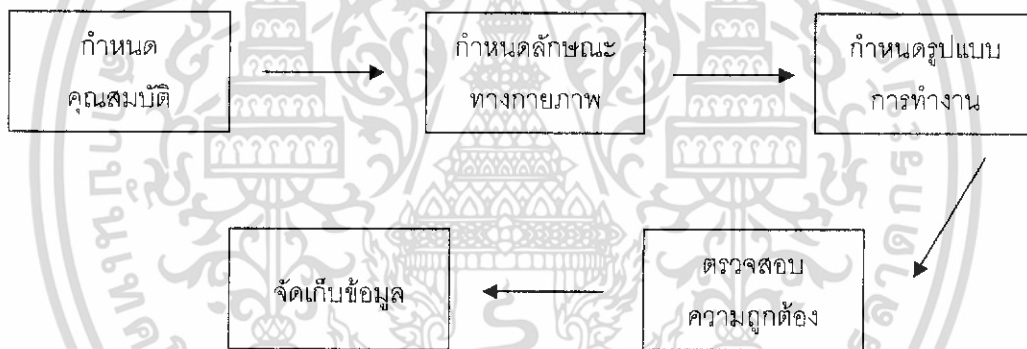 กำหนด
คุณสมบัติ
กำหนดลักษณะ
ทางกายภาพ
กำหนดรูปแบบ
การทำงาน
ตรวจสอบ
ความถูกต้อง
จัดเก็บข้อมูล